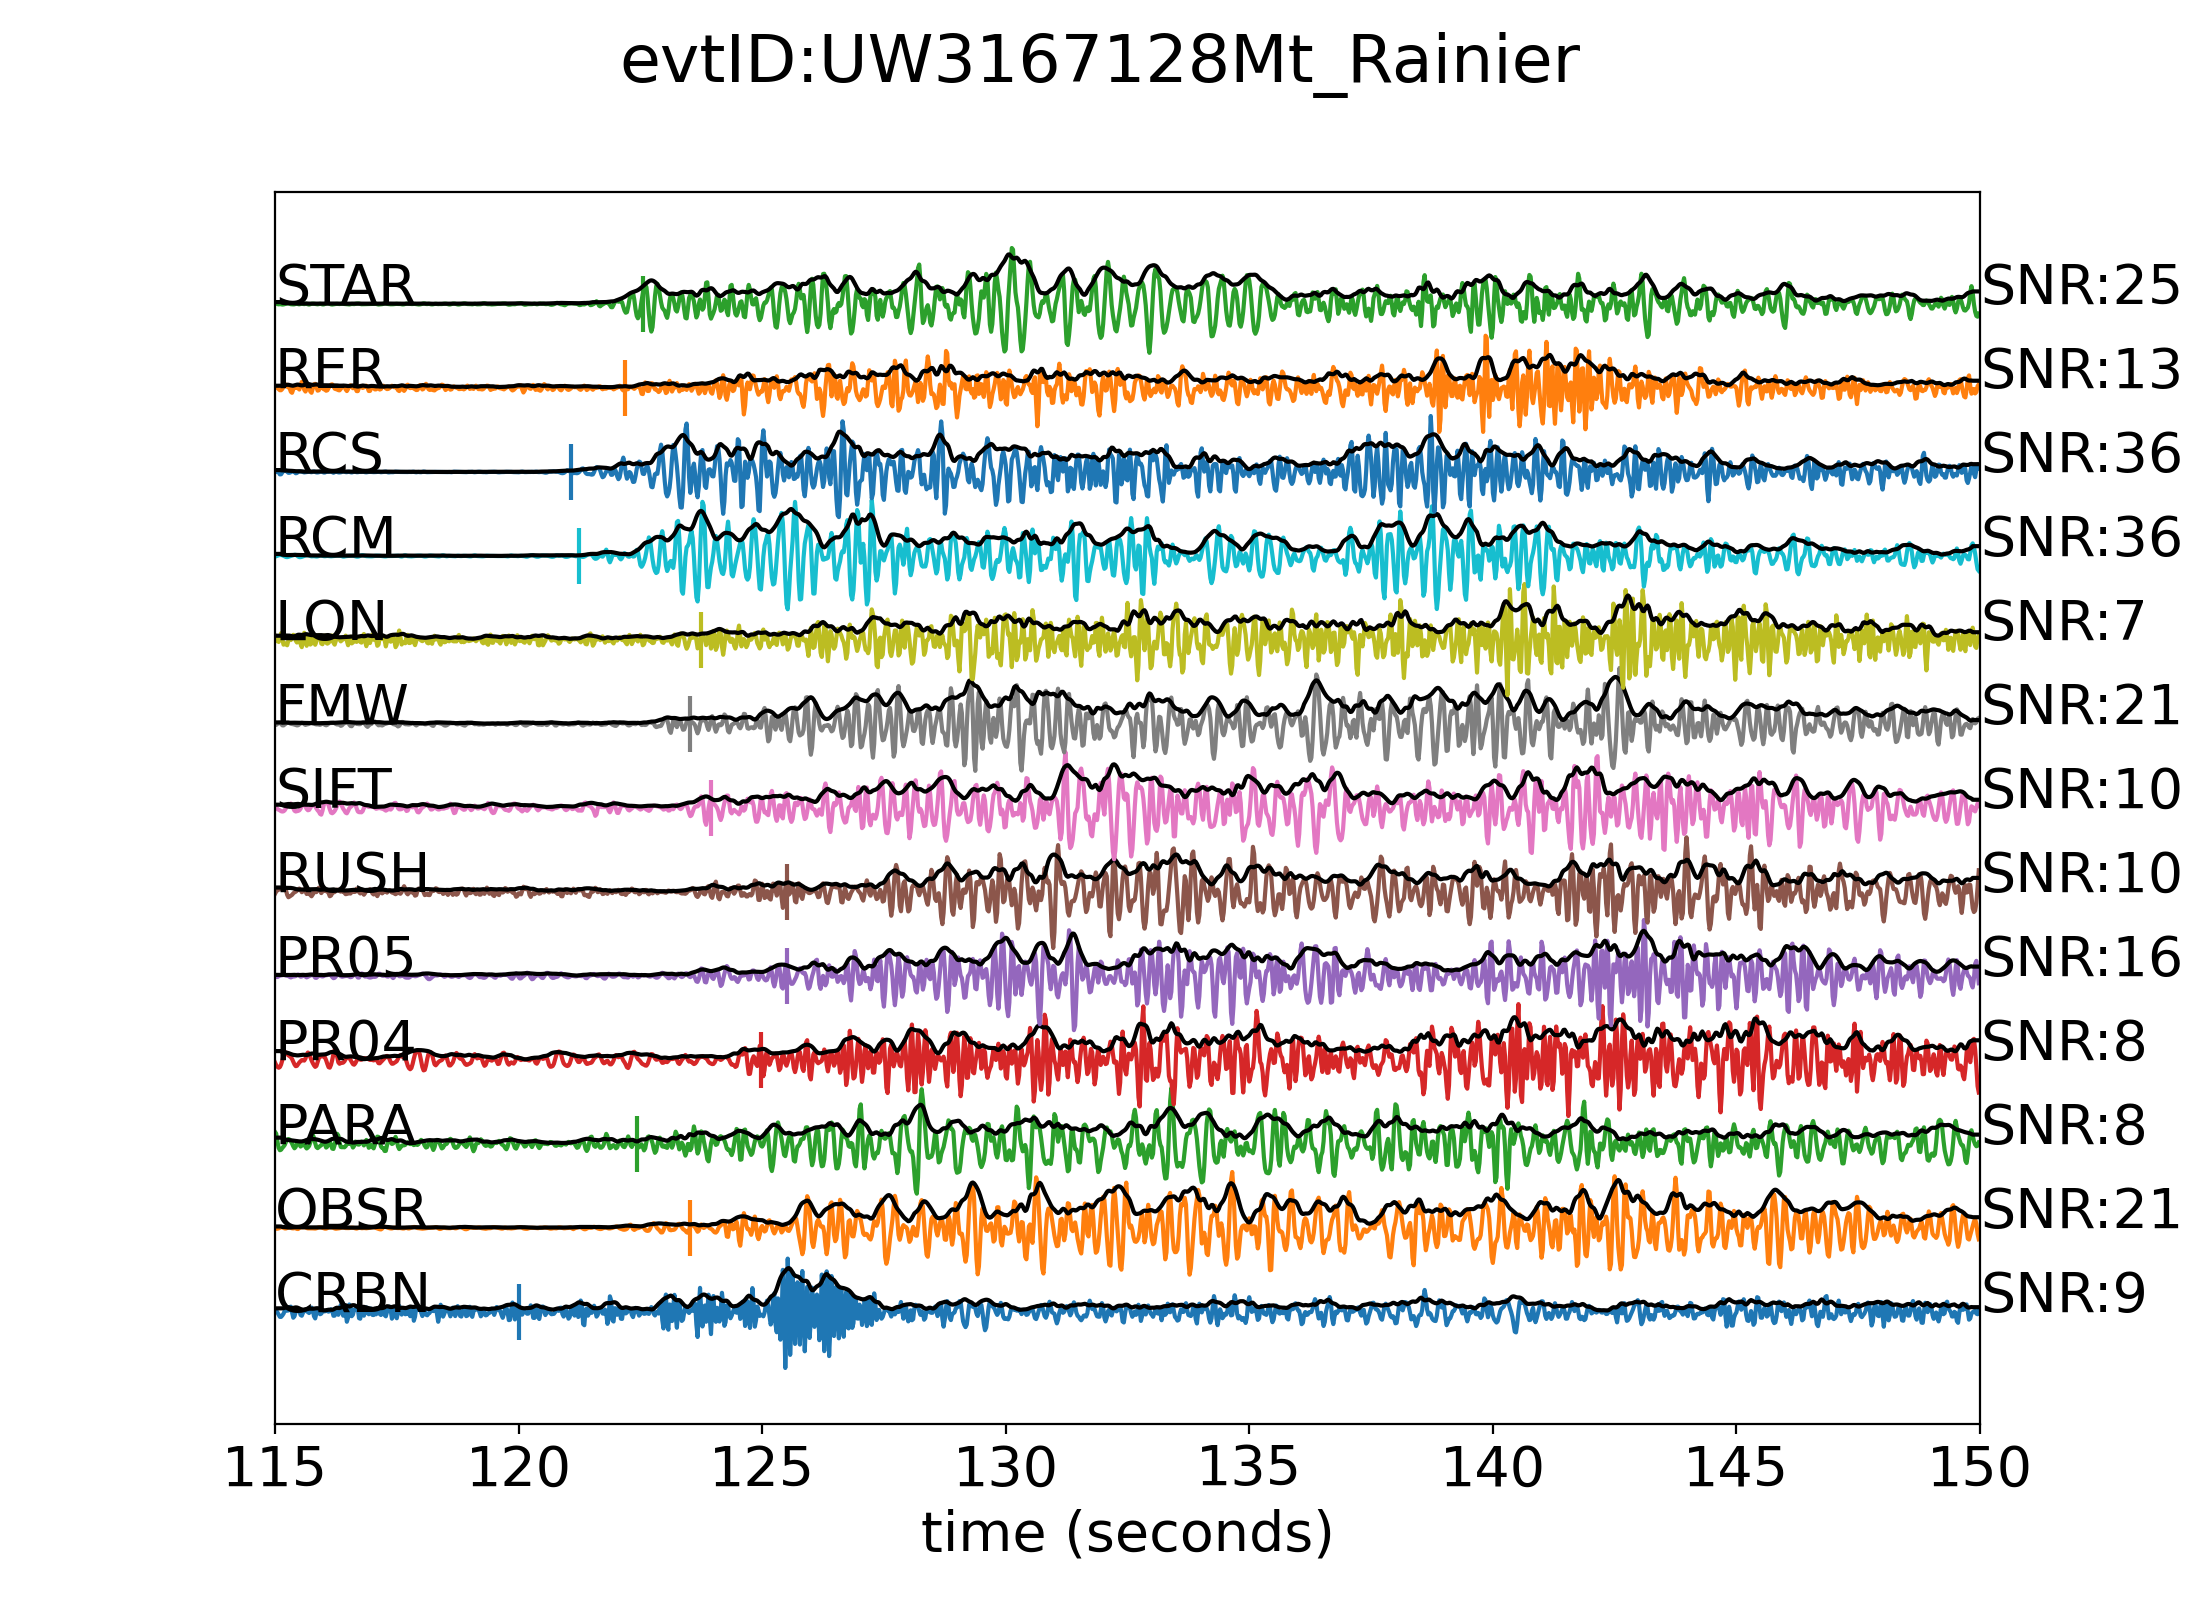 evtID:UW3167128Mt_Rainier
STAR SNR:25
RER SNR:13
RCS SNR:36
RCM SNR:36
LON SNR:7
FMW SNR:21
SIFT SNR:10
RUSH SNR:10
PR05 SNR:16
PR04 SNR:8
PARA SNR:8
OBSR SNR:21
CRBN SNR:9
115 120 125 130 135 140 145 150
time (seconds)